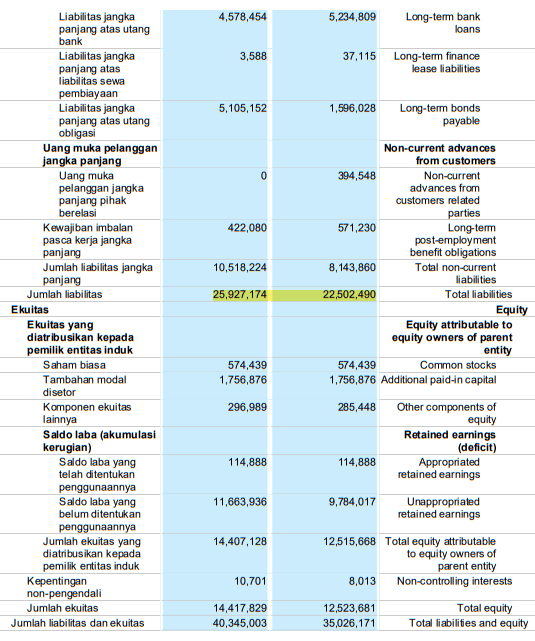 Liabilitas jangka 4,578,454 5,234,809 Long-term bank
panjang atas utang loans
bank
Liabilitas jangka 3,588 37,115 Long-term finance
panjang atas lease liabilities
liabilitas sewa
pembiayaan
Liabilitas jangka 5,105,152 1,596,028 Long-term bonds
panjang atas utang payable
obligasi
Uang muka pelanggan Non-current advances
jangka panjang from customers
Uang muka 0 394,548 Non-current
pelanggan jangka advances from
panjang pihak customers related
berelasi parties
Kewajiban imbalan 422,080 571,230 Long-term
pasca kerja jangka post-employment
panjang benefit obligations
Jumlah liabilitas jangka 10,518,224 8,143,860 Total non-current
panjang liabilities
Jumlah liabilitas 25,927,174 22,502,490 Total liabilities
Ekuitas Equity
Ekuitas yang Equity attributable to
diatribusikan kepada equity owners of parent
pemilik entitas induk entity
Saham biasa 574,439 574,439 Common stocks
Tambahan modal 1,756,876 1,756,876 Additional paid-in capital
disetor
Komponen ekuitas 296,989 285,448 Other components of
lainnya equity
Saldo laba (akumulasi Retained earnings
kerugian) (deficit)
Saldo laba yang 114,888 114,888 Appropriated
telah ditentukan retained earnings
penggunaannya
Saldo laba yang 11,663,936 9,784,017 Unappropriated
belum ditentukan retained earnings
penggunaannya
Jumlah ekuitas yang 14,407,128 12,515,668 Total equity attributable
diatribusikan kepada to equity owners of
pemilik entitas induk parent entity
Kepentingan 10,701 8,013 Non-controlling interests
non-pengendali
Jumlah ekuitas 14,417,829 12,523,681 Total equity
Jumlah liabilitas dan ekuitas 40,345,003 35,026,171 Total liabilities and equity